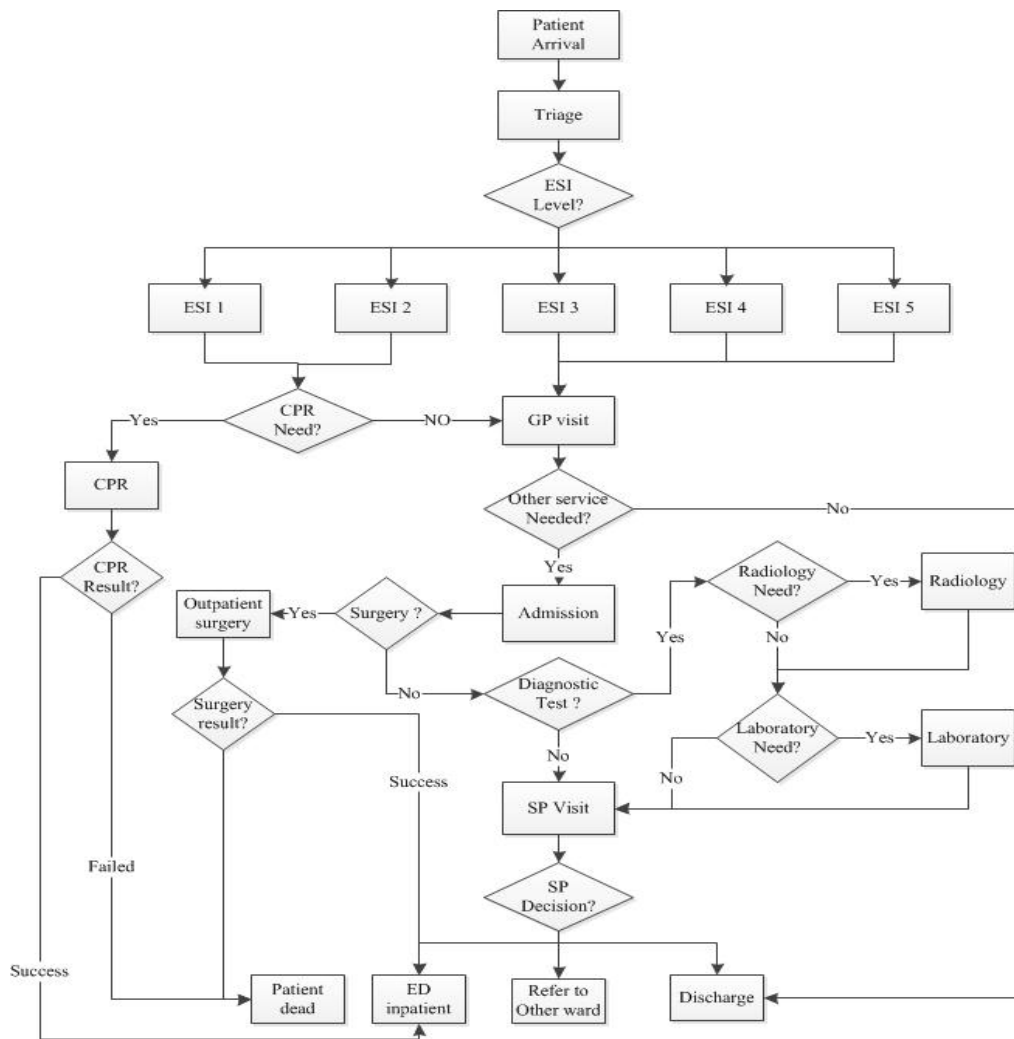 Patient
Arrival
Triage
ESI
Level?
ESI 1
ESI 2
ESI 3
ESI 4
ESI 5
CPR
Need?
Yes
NO
GP visit
CPR
Other service
Needed?
No
CPR
Result?
Yes
Radiology
Need?
Yes
Radiology
Outpatient
surgery
Yes
Surgery ?
Admission
Yes
No
Surgery
result?
No
Diagnostic
Test ?
Laboratory
Need?
Yes
Laboratory
No
No
Success
SP Visit
Failed
SP
Decision?
Success
Patient
dead
ED
inpatient
Refer to
Other ward
Discharge